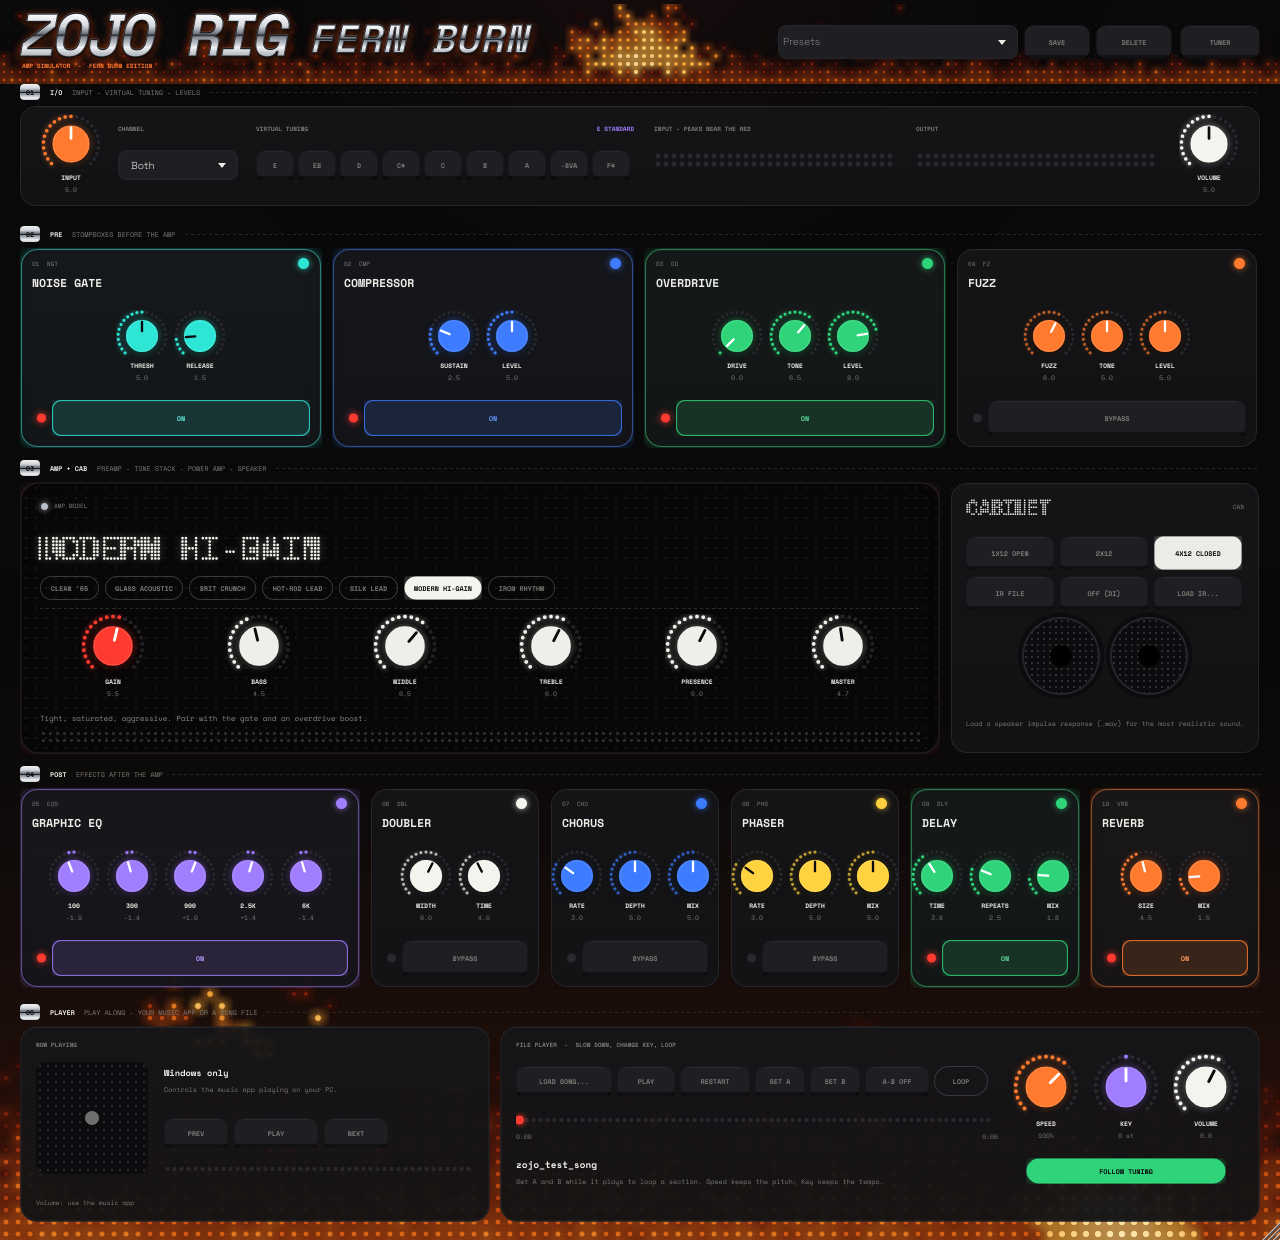 ZOJO RIG FERN BURN
AMP SIMULATOR - FERN BURN EDITION
Presets
SAVE
DELETE
TUNER
01 I/O INPUT - VIRTUAL TUNING - LEVELS
INPUT
5.0
CHANNEL
Both
VIRTUAL TUNING
E STANDARD
E
EB
D
C#
C
B
A
-8VA
F#
INPUT - PEAKS NEAR THE RED
OUTPUT
VOLUME
5.0
02 PRE STOMPBOXES BEFORE THE AMP
01 NGT
NOISE GATE
THRESH
5.0
RELEASE
1.5
ON
02 CMP
COMPRESSOR
SUSTAIN
2.5
LEVEL
5.0
ON
03 OD
OVERDRIVE
DRIVE
0.0
TONE
6.5
LEVEL
8.0
ON
04 FZ
FUZZ
FUZZ
6.0
TONE
5.0
LEVEL
5.0
BYPASS
03 AMP + CAB PREAMP - TONE STACK - POWER AMP - SPEAKER
AMP MODEL
MODERN HI-GAIN
CLEAN '65
GLASS ACOUSTIC
BRIT CRUNCH
HOT-ROD LEAD
SILK LEAD
MODERN HI-GAIN
IRON RHYTHM
GAIN
5.5
BASS
4.5
MIDDLE
6.5
TREBLE
6.0
PRESENCE
6.0
MASTER
4.7
Tight, saturated, aggressive. Pair with the gate and an overdrive boost.
CABINET
CAB
1X12 OPEN
2X12
4X12 CLOSED
IR FILE
OFF (DI)
LOAD IR...
Load a speaker impulse response (.wav) for the most realistic sound.
04 POST EFFECTS AFTER THE AMP
05 EQ5
GRAPHIC EQ
100
-1.9
300
-1.4
900
+1.9
2.5K
+1.4
6K
-1.4
ON
06 DBL
DOUBLER
WIDTH
6.0
TIME
4.0
BYPASS
07 CHO
CHORUS
RATE
3.0
DEPTH
5.0
MIX
5.0
BYPASS
08 PHS
PHASER
RATE
3.0
DEPTH
5.0
MIX
5.0
BYPASS
09 DLY
DELAY
TIME
3.8
REPEATS
2.5
MIX
1.8
ON
10 VRB
REVERB
SIZE
4.5
MIX
1.5
ON
05 PLAYER PLAY ALONG - YOUR MUSIC APP OR A SONG FILE
NOW PLAYING
Windows only
Controls the music app playing on your PC.
PREV
PLAY
NEXT
Volume: use the music app
FILE PLAYER - SLOW DOWN, CHANGE KEY, LOOP
LOAD SONG...
PLAY
RESTART
SET A
SET B
A-B OFF
LOOP
0:00
0:06
zojo_test_song
Set A and B while it plays to loop a section. Speed keeps the pitch; Key keeps the tempo.
SPEED
100%
KEY
0 st
VOLUME
6.0
FOLLOW TUNING